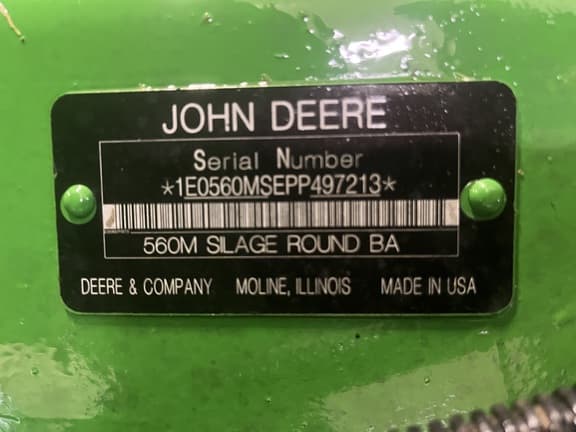 JOHN DEERE
Serial Number
*1E0560MSEPP497213*
560M SILAGE ROUND BA
DEERE & COMPANY MOLINE, ILLINOIS MADE IN USA